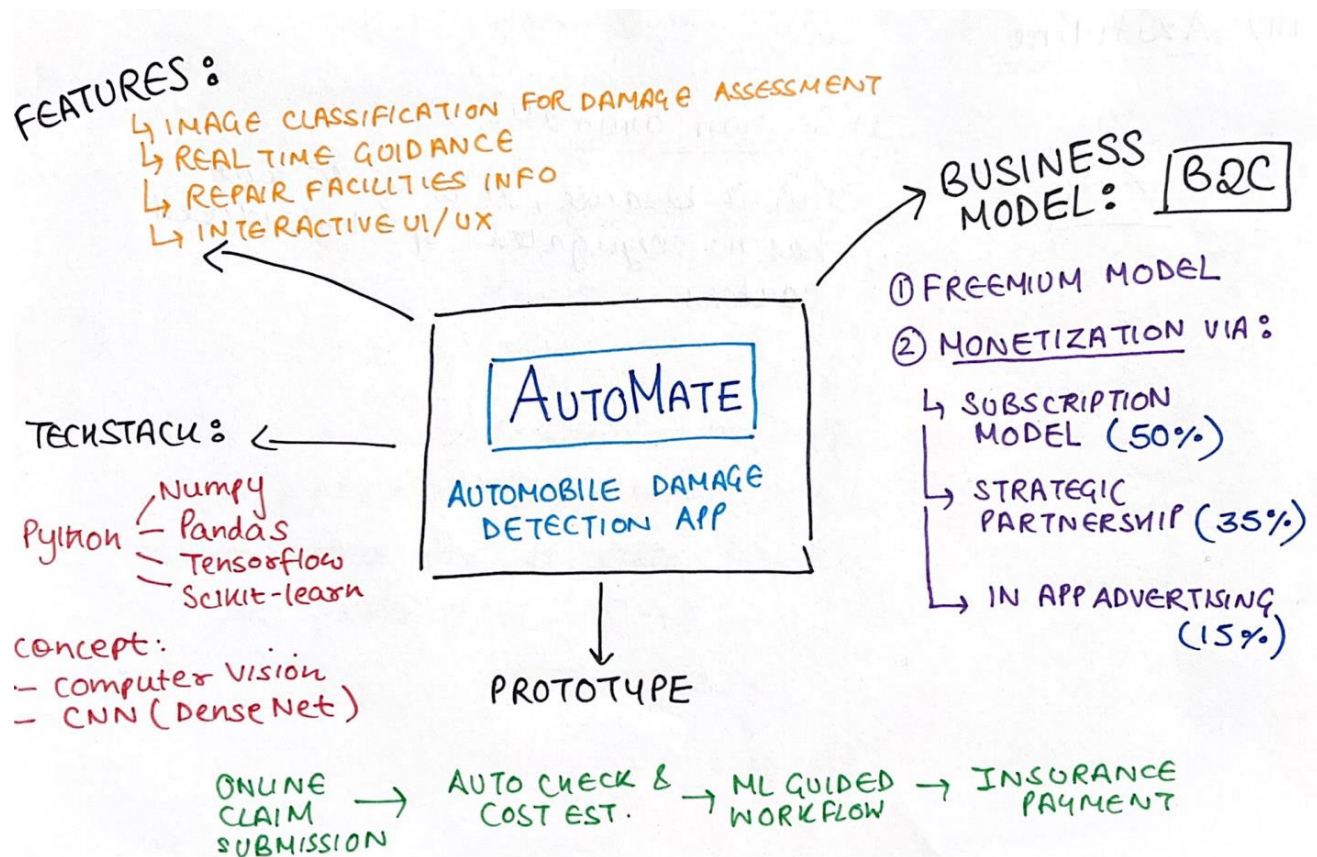 FEATURES:
↳ IMAGE CLASSIFICATION FOR DAMAGE ASSESSMENT
↳ REAL TIME GUIDANCE
↳ REPAIR FACILITIES INFO
↳ INTERACTIVE UI/UX
BUSINESS
MODEL: B2C
① FREEMIUM MODEL
② MONETIZATION VIA:
↳ SUBSCRIPTION
MODEL (50%)
↳ STRATEGIC
PARTNERSHIP (35%)
↳ IN APP ADVERTISING
(15%)
AUTOMATE
AUTOMOBILE DAMAGE
DETECTION APP
TECHSTACK:
Python
Numpy
Pandas
Tensorflow
Scikit-learn
concept:
- Computer Vision
- CNN (DenseNet)
PROTOTYPE
ONLINE
CLAIM
SUBMISSION
→ AUTO CHECK &
COST EST.
→ ML GUIDED
WORKFLOW
→ INSURANCE
PAYMENT